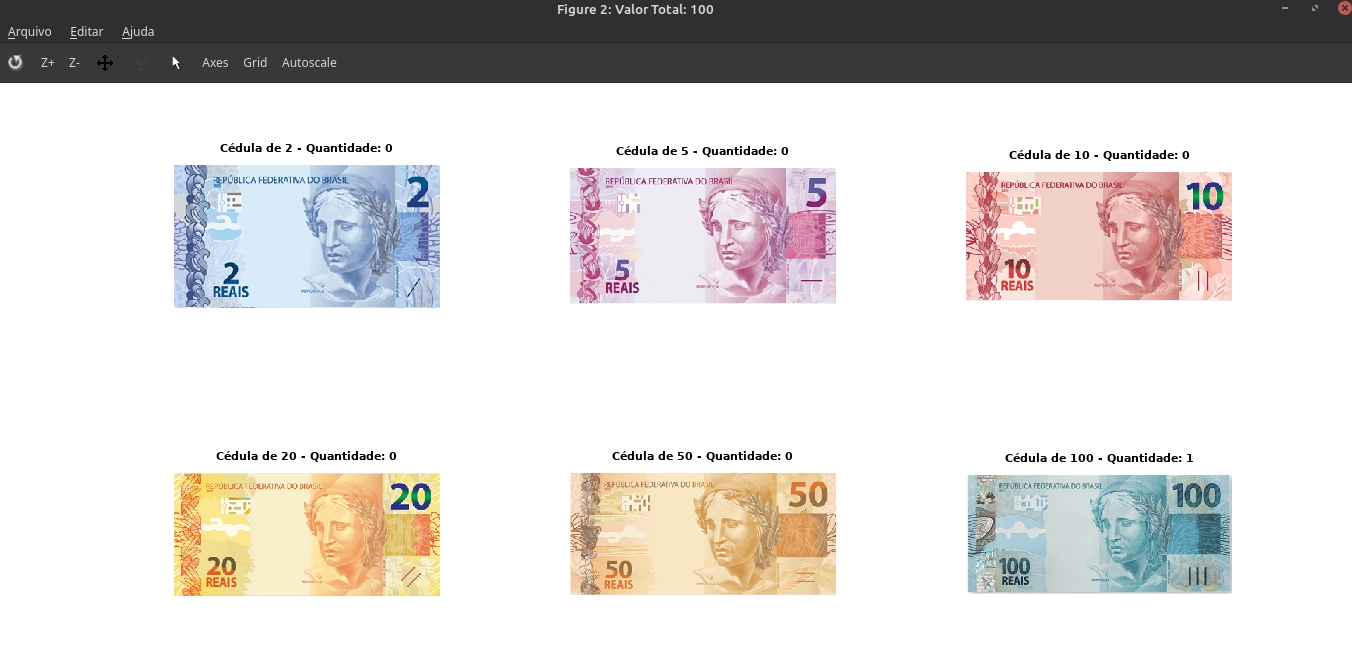 Figure 2: Valor Total: 100
Arquivo Editar Ajuda
Z+ Z- Axes Grid Autoscale
Cédula de 2 - Quantidade: 0
REPÚBLICA FEDERATIVA DO BRASIL
2
2
REAIS
Cédula de 5 - Quantidade: 0
REPÚBLICA FEDERATIVA DO BRASIL
5
5
REAIS
Cédula de 10 - Quantidade: 0
REPÚBLICA FEDERATIVA DO BRASIL
10
10
REAIS
Cédula de 20 - Quantidade: 0
REPÚBLICA FEDERATIVA DO BRASIL
20
20
REAIS
Cédula de 50 - Quantidade: 0
REPÚBLICA FEDERATIVA DO BRASIL
50
50
REAIS
Cédula de 100 - Quantidade: 1
REPÚBLICA FEDERATIVA DO BRASIL
100
100
REAIS